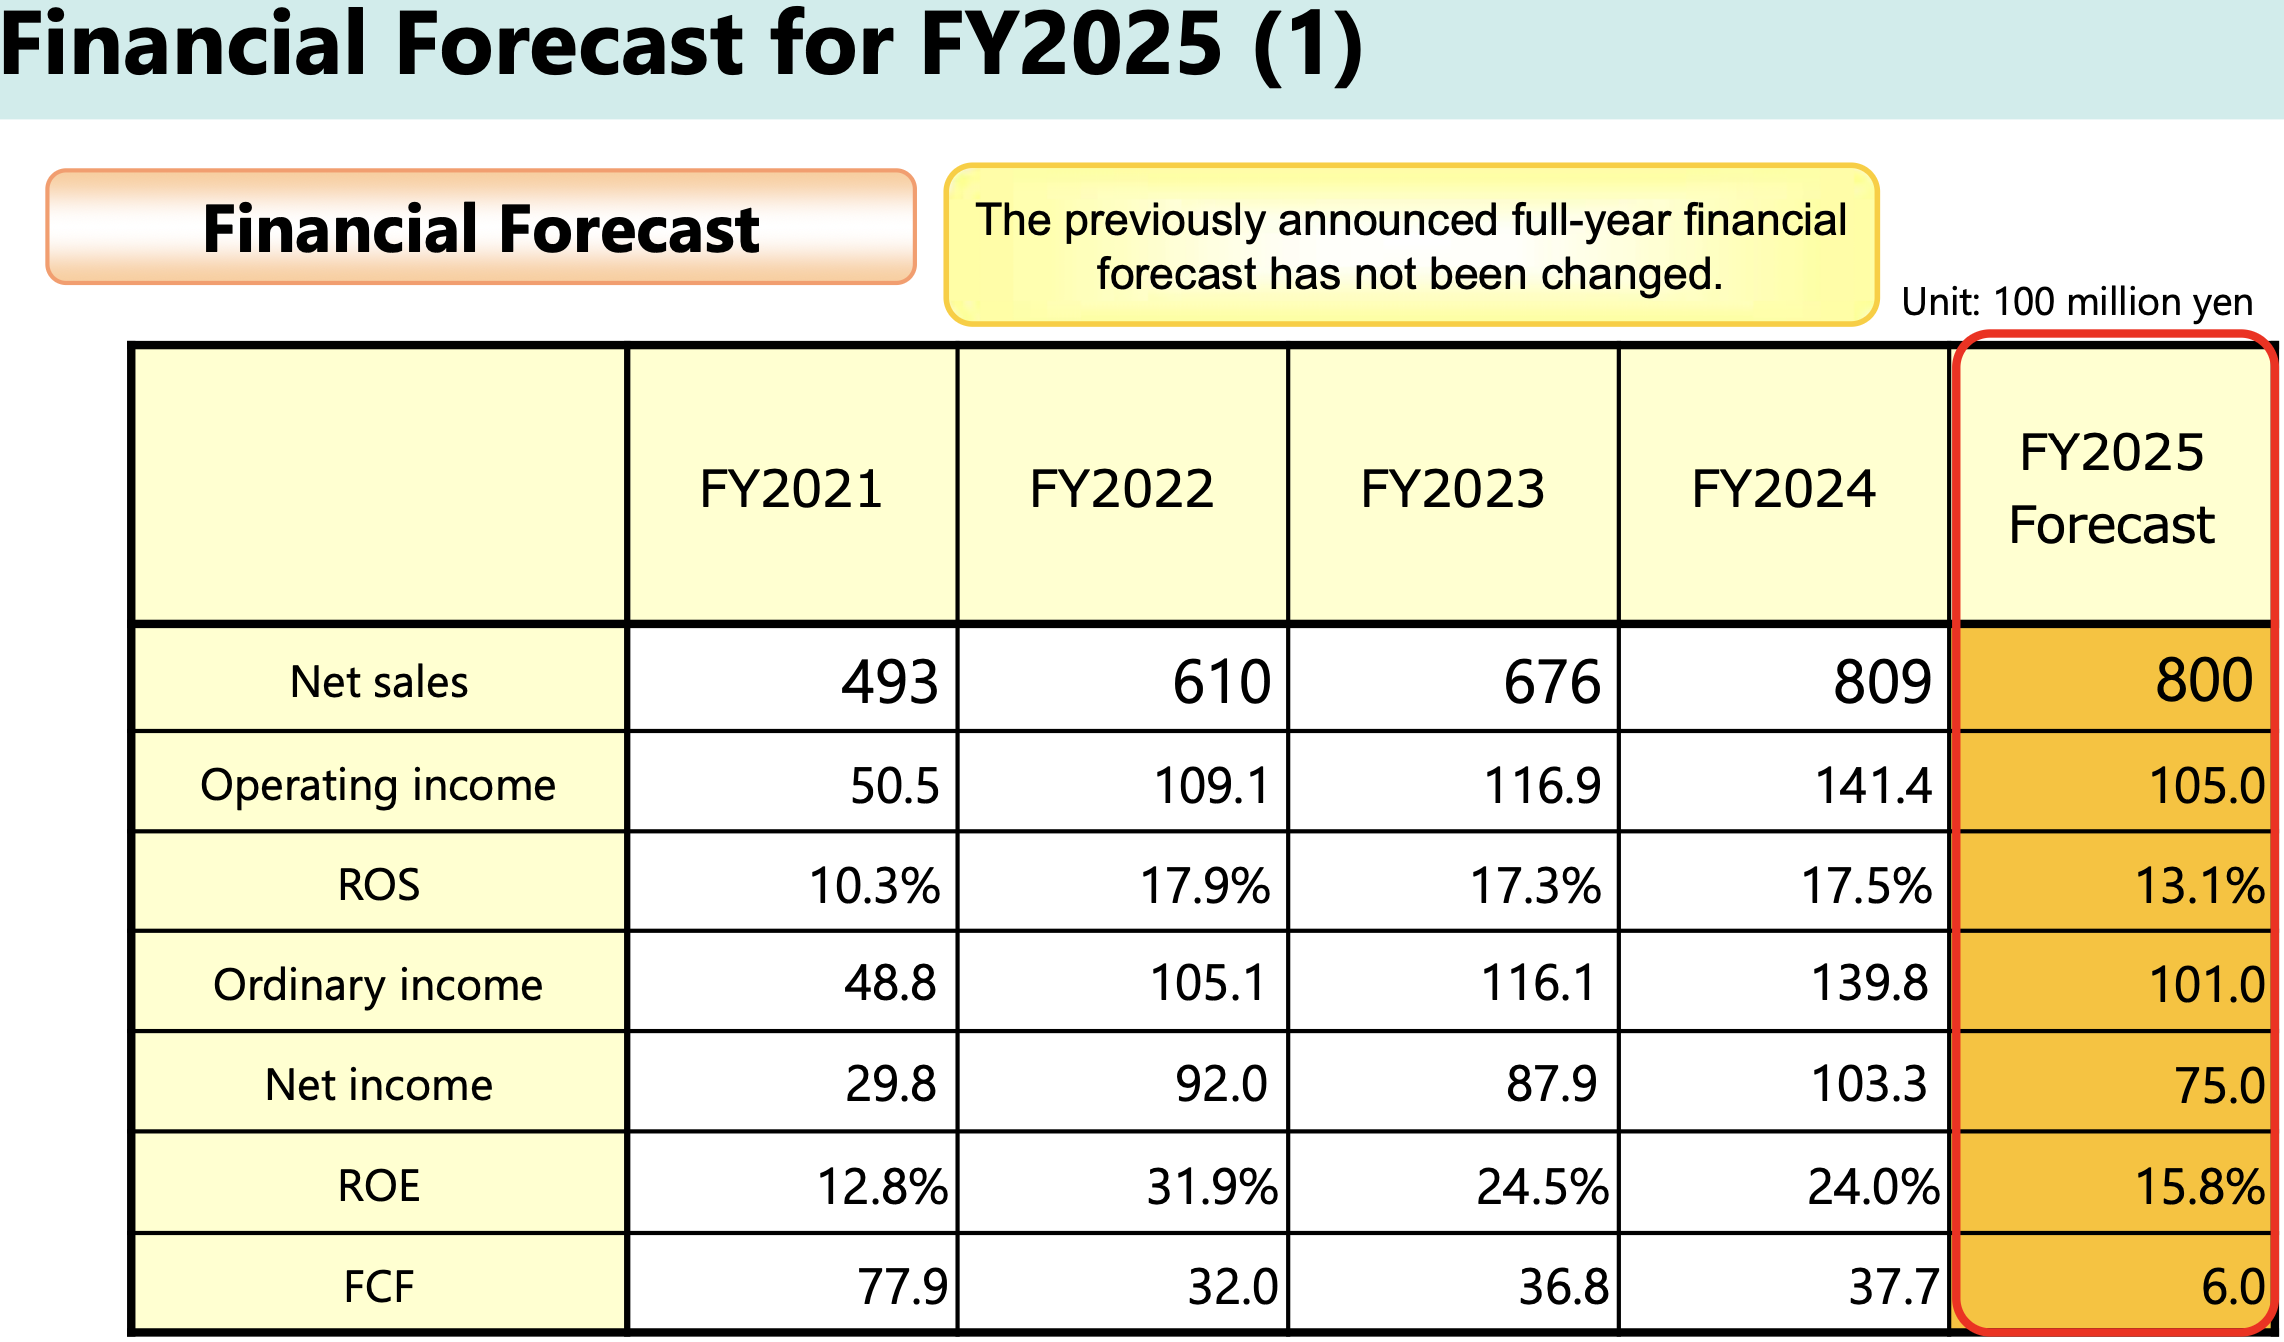 Financial Forecast for FY2025 (1)
Financial Forecast
The previously announced full-year financial
forecast has not been changed.
Unit: 100 million yen
FY2021 FY2022 FY2023 FY2024 FY2025 Forecast
Net sales 493 610 676 809 800
Operating income 50.5 109.1 116.9 141.4 105.0
ROS 10.3% 17.9% 17.3% 17.5% 13.1%
Ordinary income 48.8 105.1 116.1 139.8 101.0
Net income 29.8 92.0 87.9 103.3 75.0
ROE 12.8% 31.9% 24.5% 24.0% 15.8%
FCF 77.9 32.0 36.8 37.7 6.0